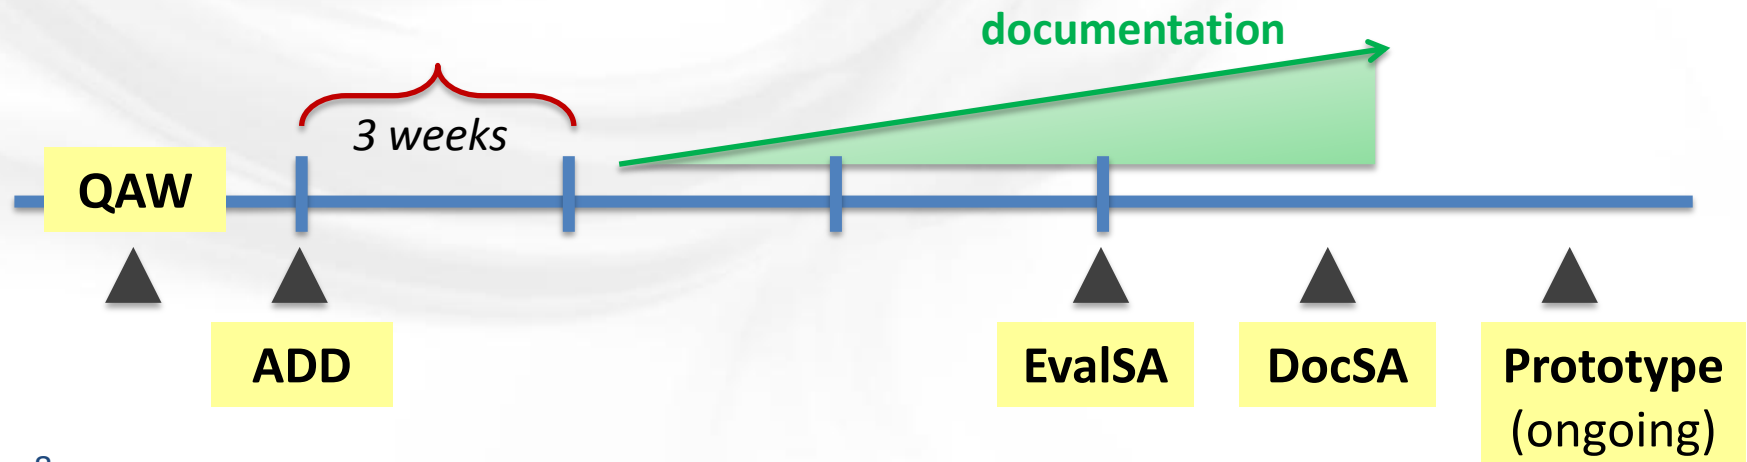 documentation
3 weeks
QAW
ADD
EvalSA
DocSA
Prototype
(ongoing)